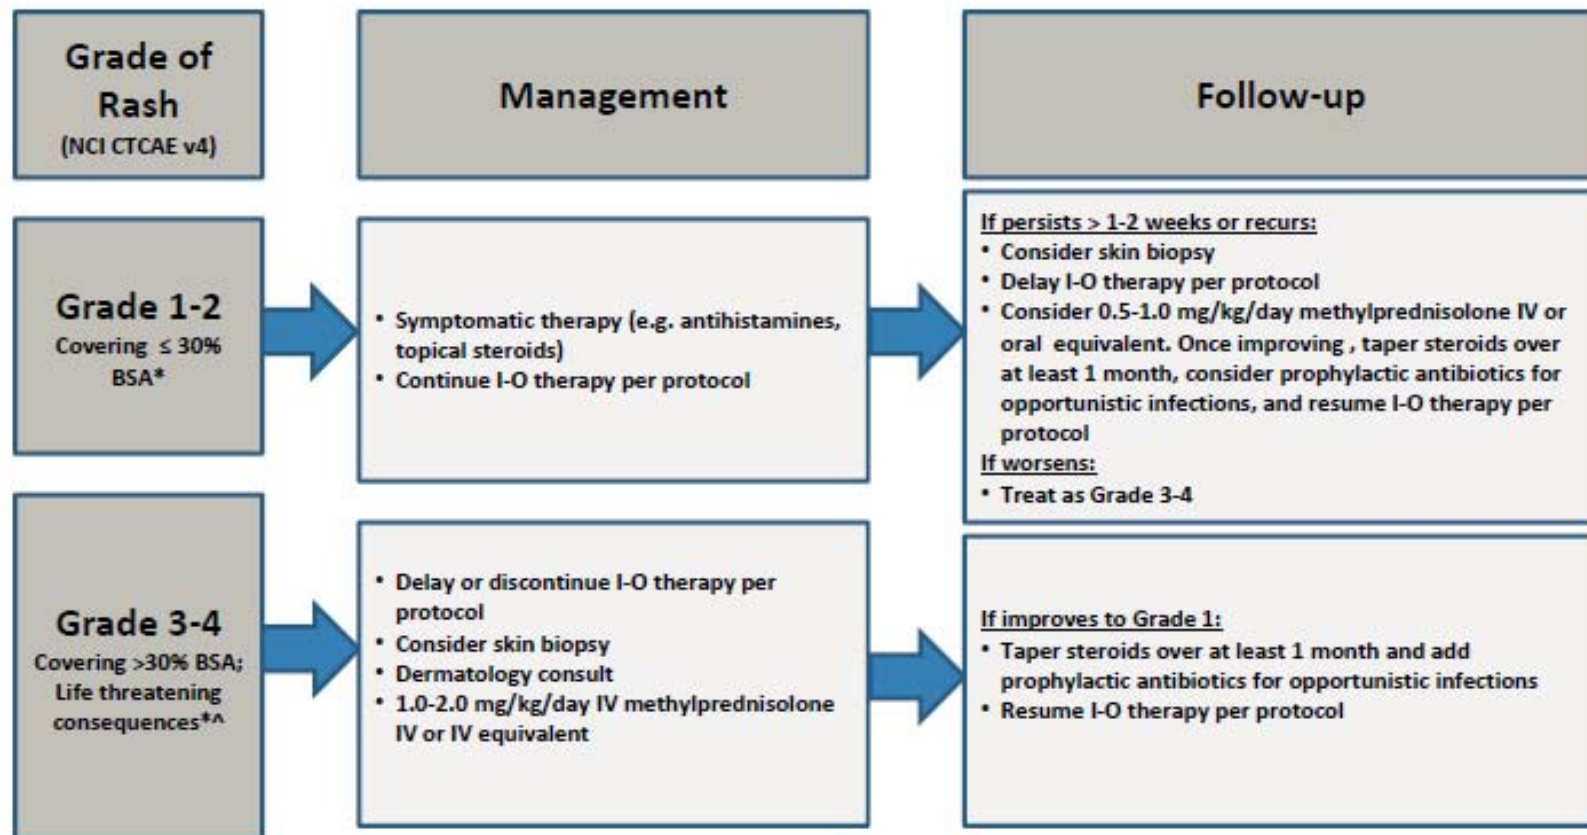 Grade of
Rash
(NCI CTCAE v4)
Management
Follow-up
Grade 1-2
Covering ≤ 30%
BSA*
• Symptomatic therapy (e.g. antihistamines,
topical steroids)
• Continue I-O therapy per protocol
If persists > 1-2 weeks or recurs:
• Consider skin biopsy
• Delay I-O therapy per protocol
• Consider 0.5-1.0 mg/kg/day methylprednisolone IV or
oral equivalent. Once improving , taper steroids over
at least 1 month, consider prophylactic antibiotics for
opportunistic infections, and resume I-O therapy per
protocol
If worsens:
• Treat as Grade 3-4
Grade 3-4
Covering >30% BSA;
Life threatening
consequences*^
• Delay or discontinue I-O therapy per
protocol
• Consider skin biopsy
• Dermatology consult
• 1.0-2.0 mg/kg/day IV methylprednisolone
IV or IV equivalent
If improves to Grade 1:
• Taper steroids over at least 1 month and add
prophylactic antibiotics for opportunistic infections
• Resume I-O therapy per protocol